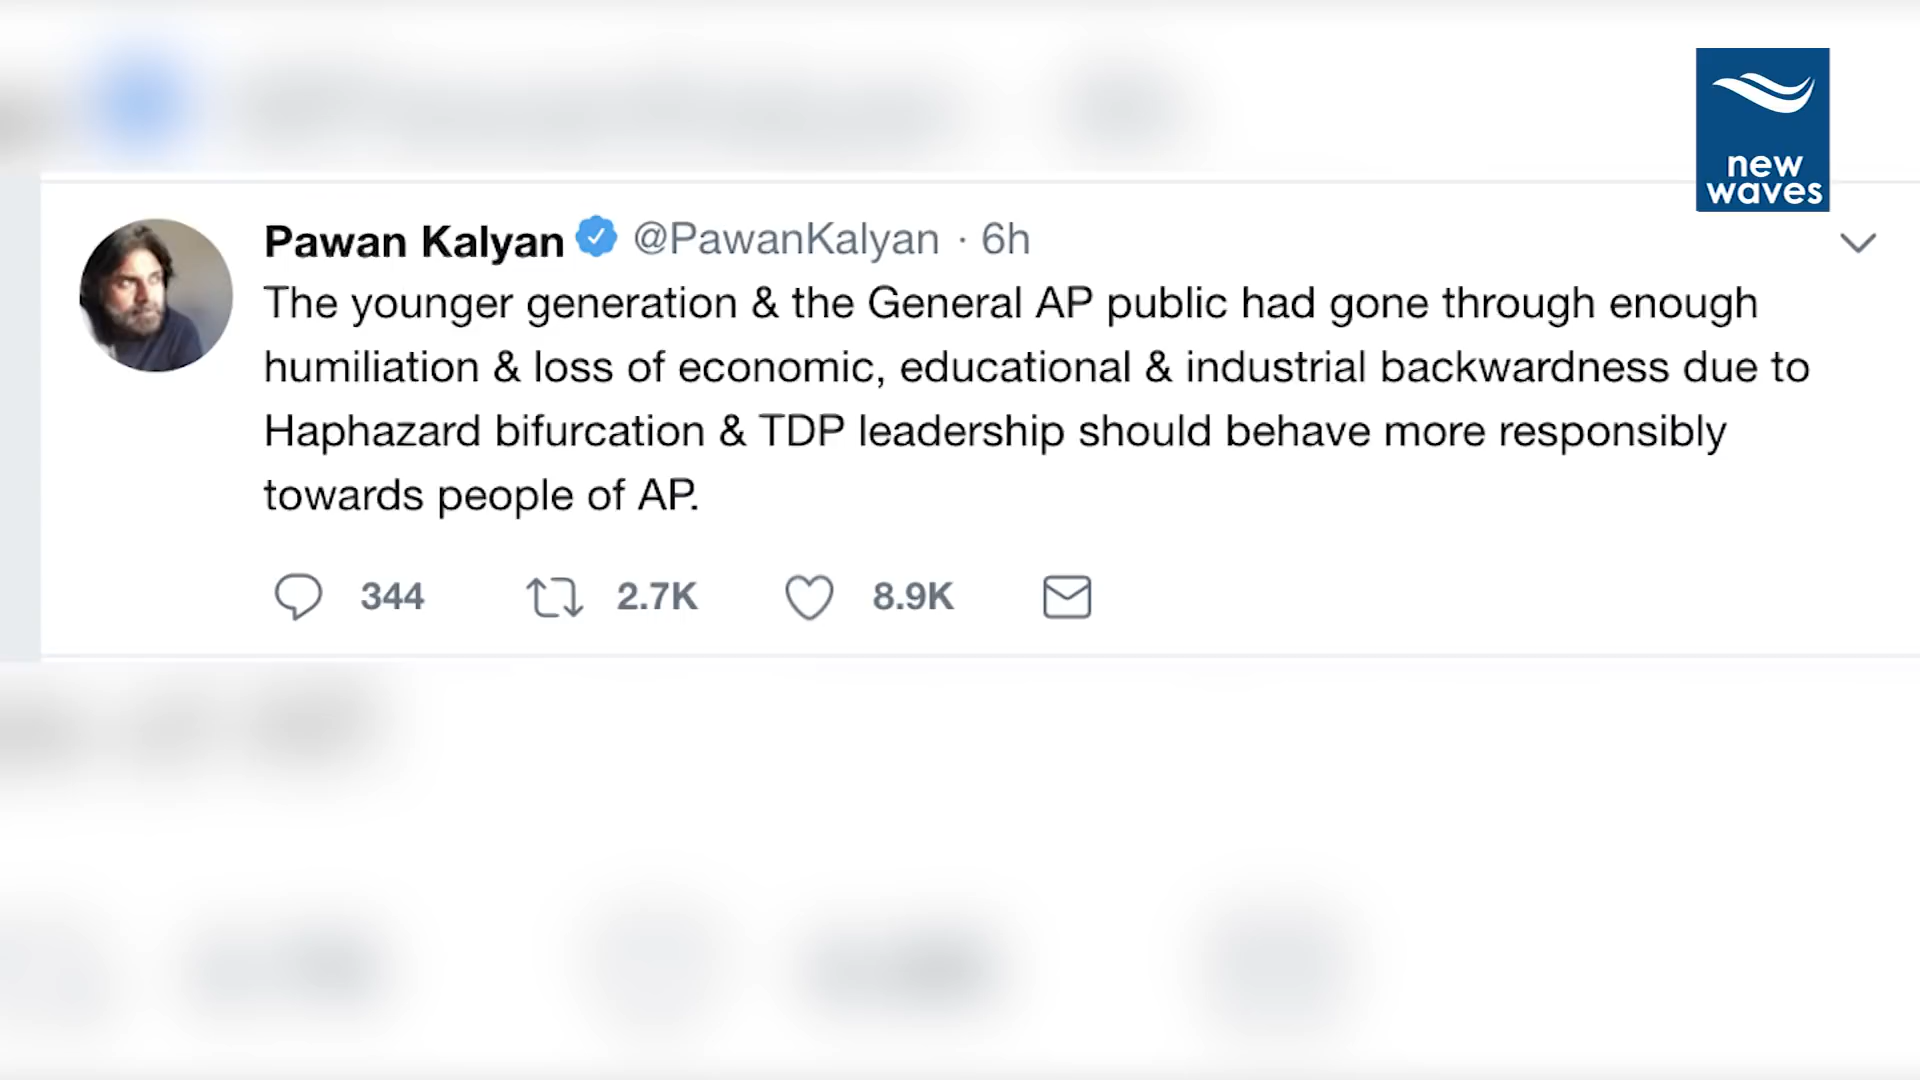 new
waves
Pawan Kalyan @PawanKalyan · 6h
The younger generation & the General AP public had gone through enough
humiliation & loss of economic, educational & industrial backwardness due to
Haphazard bifurcation & TDP leadership should behave more responsibly
towards people of AP.
344 2.7K 8.9K